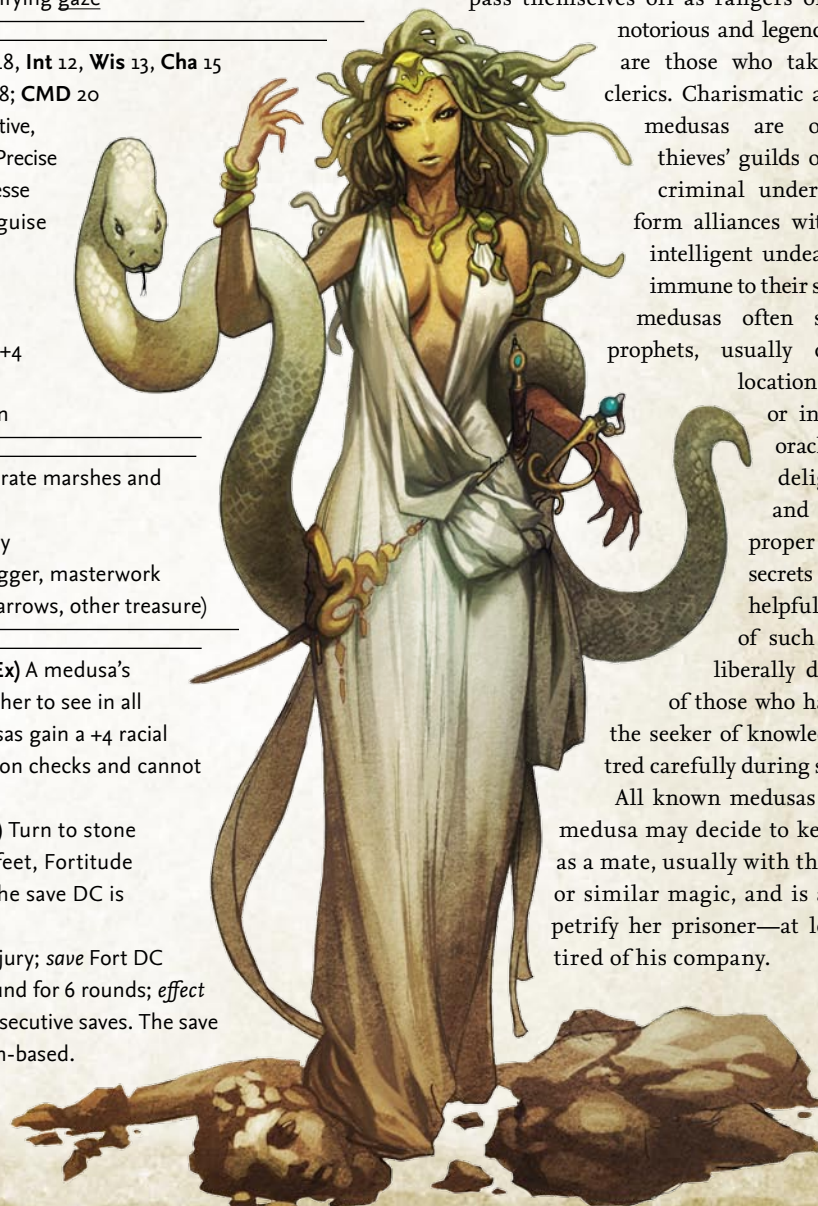 ifying gaze
18, Int 12, Wis 13, Cha 15
8; CMD 20
tive,
Precise
esse
guise
+4
n
rate marshes and
y
gger, masterwork
arrows, other treasure)
Ex) A medusa's
her to see in all
sas gain a +4 racial
on checks and cannot
) Turn to stone
feet, Fortitude
he save DC is
jury; save Fort DC
und for 6 rounds; effect
secutive saves. The save
n-based.
pass themselves off as rangers o
notorious and legend
are those who tak
clerics. Charismatic a
medusas are o
thieves' guilds o
criminal under
form alliances wit
intelligent undea
immune to their s
medusas often s
prophets, usually
location
or in
orac
delig
and
proper
secrets
helpful
of such
liberally d
of those who ha
the seeker of knowle
tred carefully during s
All known medusas
medusa may decide to ke
as a mate, usually with th
or similar magic, and is a
petrify her prisoner—at l
tired of his company.